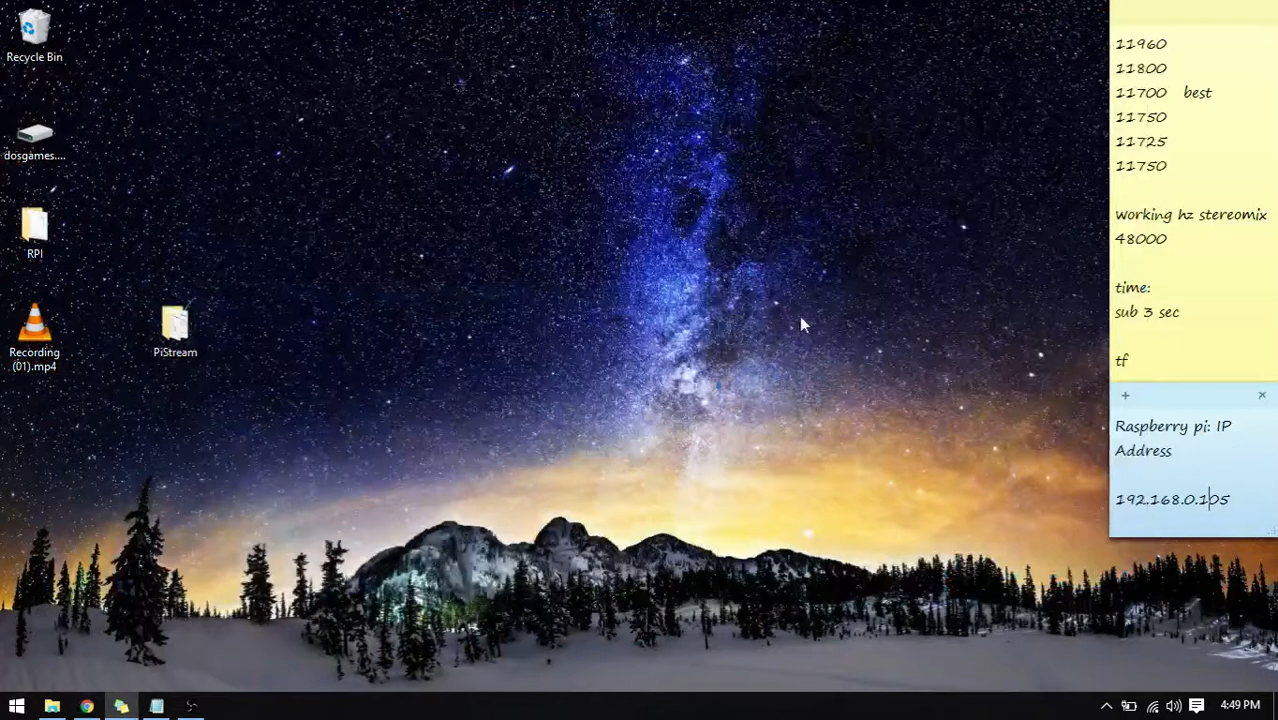 Recycle Bin
dosgames....
RPI
Recording
(01).mp4
PiStream
11960
11800
11700 best
11750
11725
11750
working hz stereomix
48000
time:
sub 3 sec
tf
Raspberry pi: IP
Address
192.168.0.105
4:49 PM